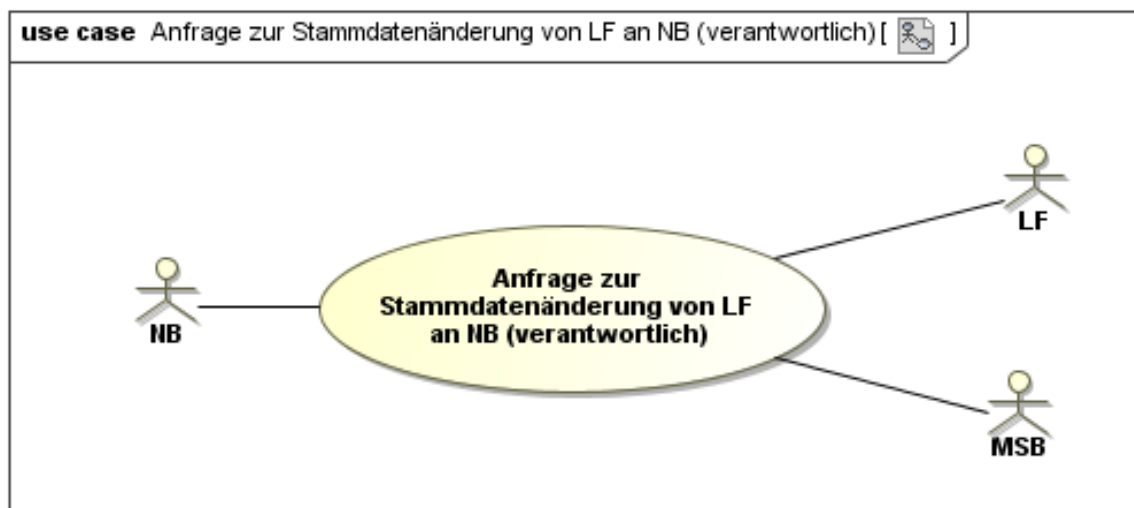 use case Anfrage zur Stammdatenänderung von LF an NB (verantwortlich) [ ]
LF
Anfrage zur
Stammdatenänderung von LF
an NB (verantwortlich)
NB
MSB